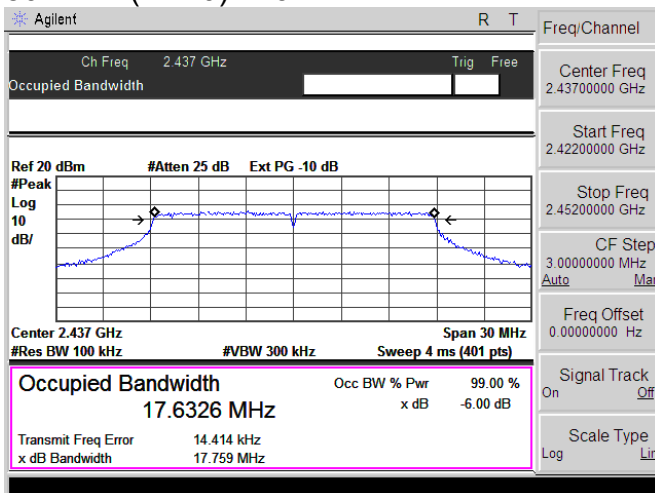 Agilent R T
Ch Freq 2.437 GHz Trig Free
Occupied Bandwidth
Ref 20 dBm #Atten 25 dB Ext PG -10 dB
#Peak
Log
10
dB/
Center 2.437 GHz Span 30 MHz
#Res BW 100 kHz #VBW 300 kHz Sweep 4 ms (401 pts)
Occupied Bandwidth Occ BW % Pwr 99.00 %
17.6326 MHz x dB -6.00 dB
Transmit Freq Error 14.414 kHz
x dB Bandwidth 17.759 MHz
Freq/Channel
Center Freq
2.43700000 GHz
Start Freq
2.42200000 GHz
Stop Freq
2.45200000 GHz
CF Step
3.00000000 MHz
Auto Mar
Freq Offset
0.00000000 Hz
Signal Track
On Off
Scale Type
Log Lin